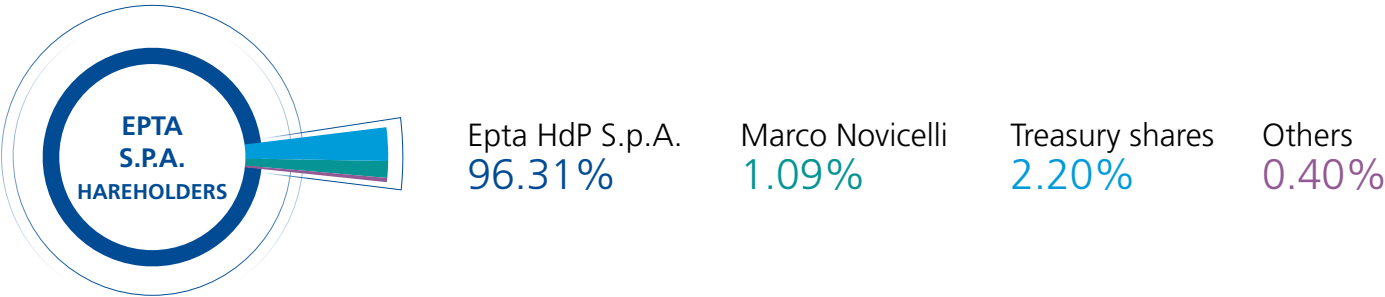 EPTA
S.P.A.
HAREHOLDERS
Epta HdP S.p.A.
96.31%
Marco Novicelli
1.09%
Treasury shares
2.20%
Others
0.40%